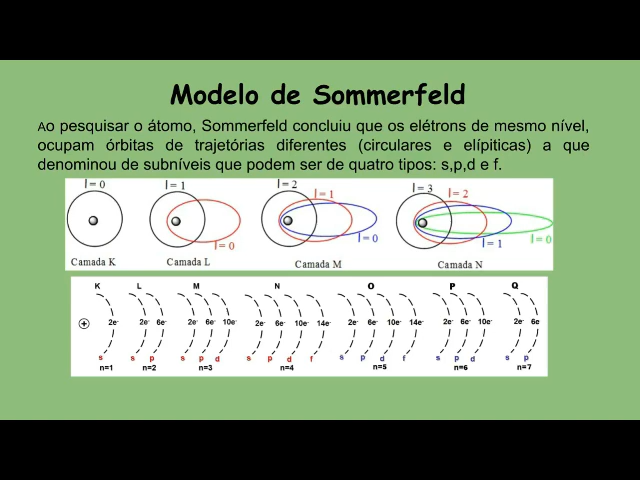 Modelo de Sommerfeld
Ao pesquisar o átomo, Sommerfeld concluiu que os elétrons de mesmo nível,
ocupam órbitas de trajetórias diferentes (circulares e elípiticas) a que
denominou de subníveis que podem ser de quatro tipos: s,p,d e f.
l = 0 l = 1 l = 2 l = 3
l = 1 l = 2
l = 0 l = 0 l = 1 l = 0
Camada K Camada L Camada M Camada N
K L M N O P Q
2e- 2e- 6e- 2e- 6e- 10e- 2e- 6e- 10e- 14e- 2e- 6e- 10e- 14e- 2e- 6e- 10e- 2e- 6e
s s p s p d s p d f s p d f s p d s p
n=1 n=2 n=3 n=4 n=5 n=6 n=7